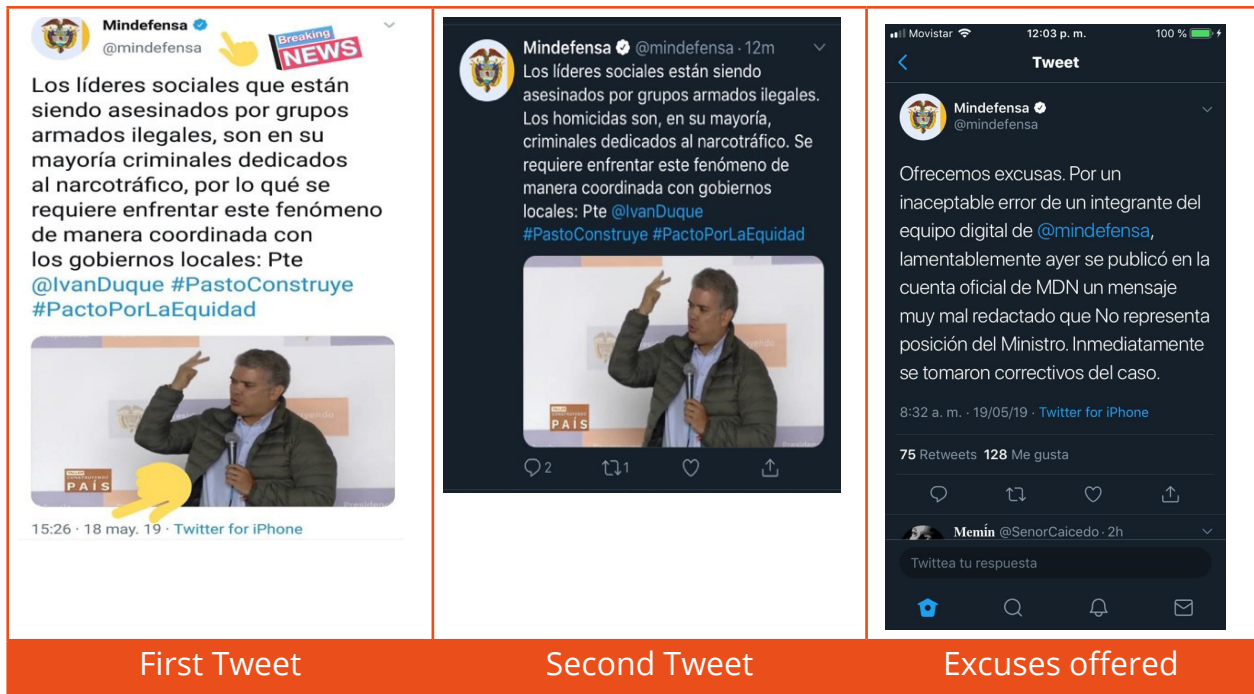 Mindefensa
@mindefensa
Breaking
NEWS
Los líderes sociales que están
siendo asesinados por grupos
armados ilegales, son en su
mayoría criminales dedicados
al narcotráfico, por lo qué se
requiere enfrentar este fenómeno
de manera coordinada con
los gobiernos locales: Pte
@IvanDuque #PastoConstruye
#PactoPorLaEquidad
TALLER
CONSTRUYENDO
PAÍS
15:26 · 18 may. 19 · Twitter for iPhone
First Tweet
Mindefensa @mindefensa · 12m
Los líderes sociales están siendo
asesinados por grupos armados ilegales.
Los homicidas son, en su mayoría,
criminales dedicados al narcotráfico. Se
requiere enfrentar este fenómeno de
manera coordinada con gobiernos
locales: Pte @IvanDuque
#PastoConstruye #PactoPorLaEquidad
TALLER
CONSTRUYENDO
PAÍS
2 1
Second Tweet
Movistar 12:03 p. m. 100 %
Tweet
Mindefensa
@mindefensa
Ofrecemos excusas. Por un
inaceptable error de un integrante del
equipo digital de @mindefensa,
lamentablemente ayer se publicó en la
cuenta oficial de MDN un mensaje
muy mal redactado que No representa
posición del Ministro. Inmediatamente
se tomaron correctivos del caso.
8:32 a. m. · 19/05/19 · Twitter for iPhone
75 Retweets 128 Me gusta
Memín @SenorCaicedo · 2h
Twittea tu respuesta
Excuses offered